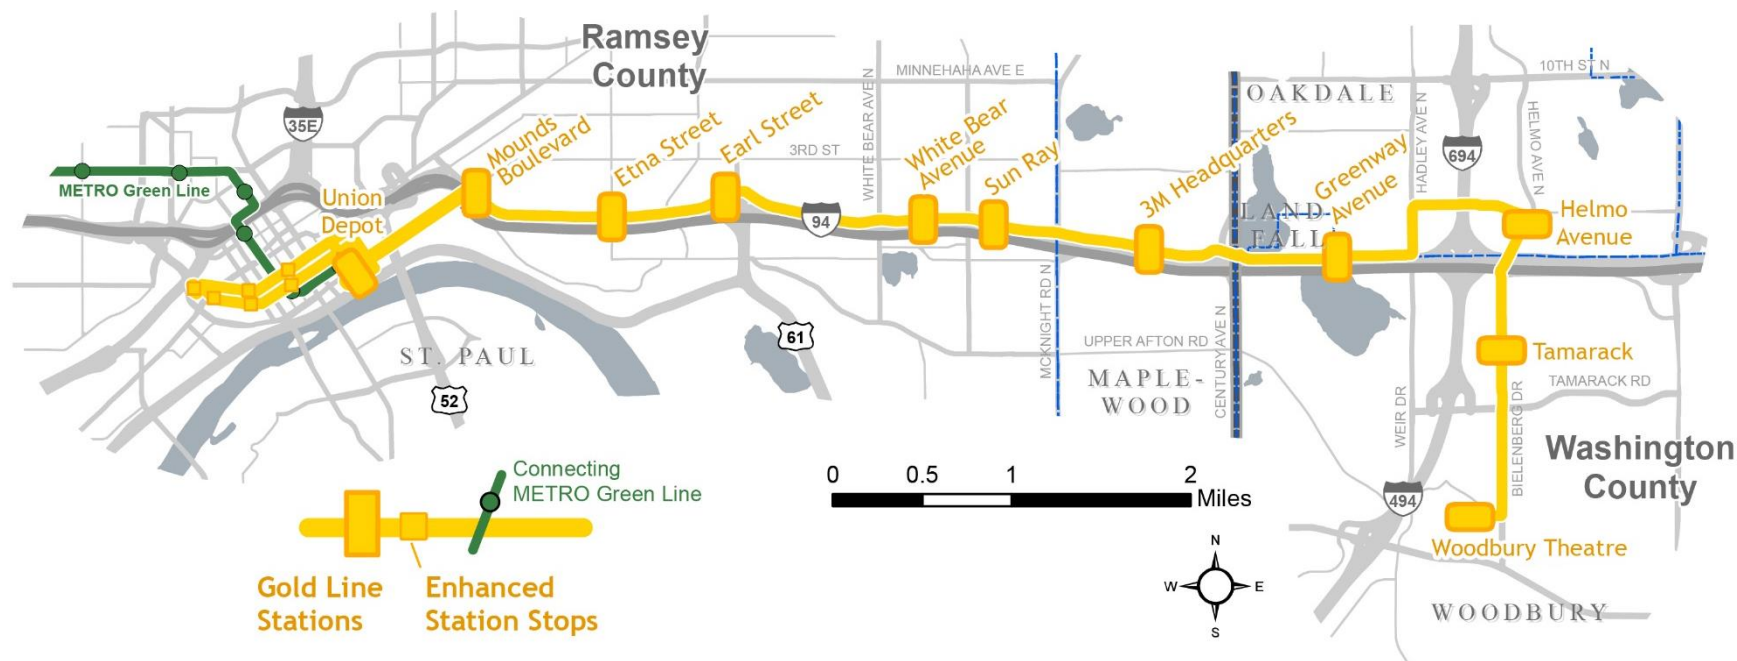 Ramsey
County
35E
METRO Green Line
Union
Depot
Mounds
Boulevard
Etna Street
Earl Street
3RD ST
94
WHITE BEAR AVE N
MINNEHAHA AVE E
White Bear
Avenue
Sun Ray
MCKNIGHT RD N
3M Headquarters
OAKDALE
LAND-
FALL
Greenway
Avenue
HADLEY AVE N
694
10TH ST N
HELMO AVE N
Helmo
Avenue
ST. PAUL
52
61
UPPER AFTON RD
MAPLE-
WOOD
CENTURY AVE N
Tamarack
TAMARACK RD
WEIR DR
BIELENBERG DR
Washington
County
494
Woodbury Theatre
WOODBURY
Connecting
METRO Green Line
Gold Line
Stations
Enhanced
Station Stops
0 0.5 1 2
Miles
N
W E
S